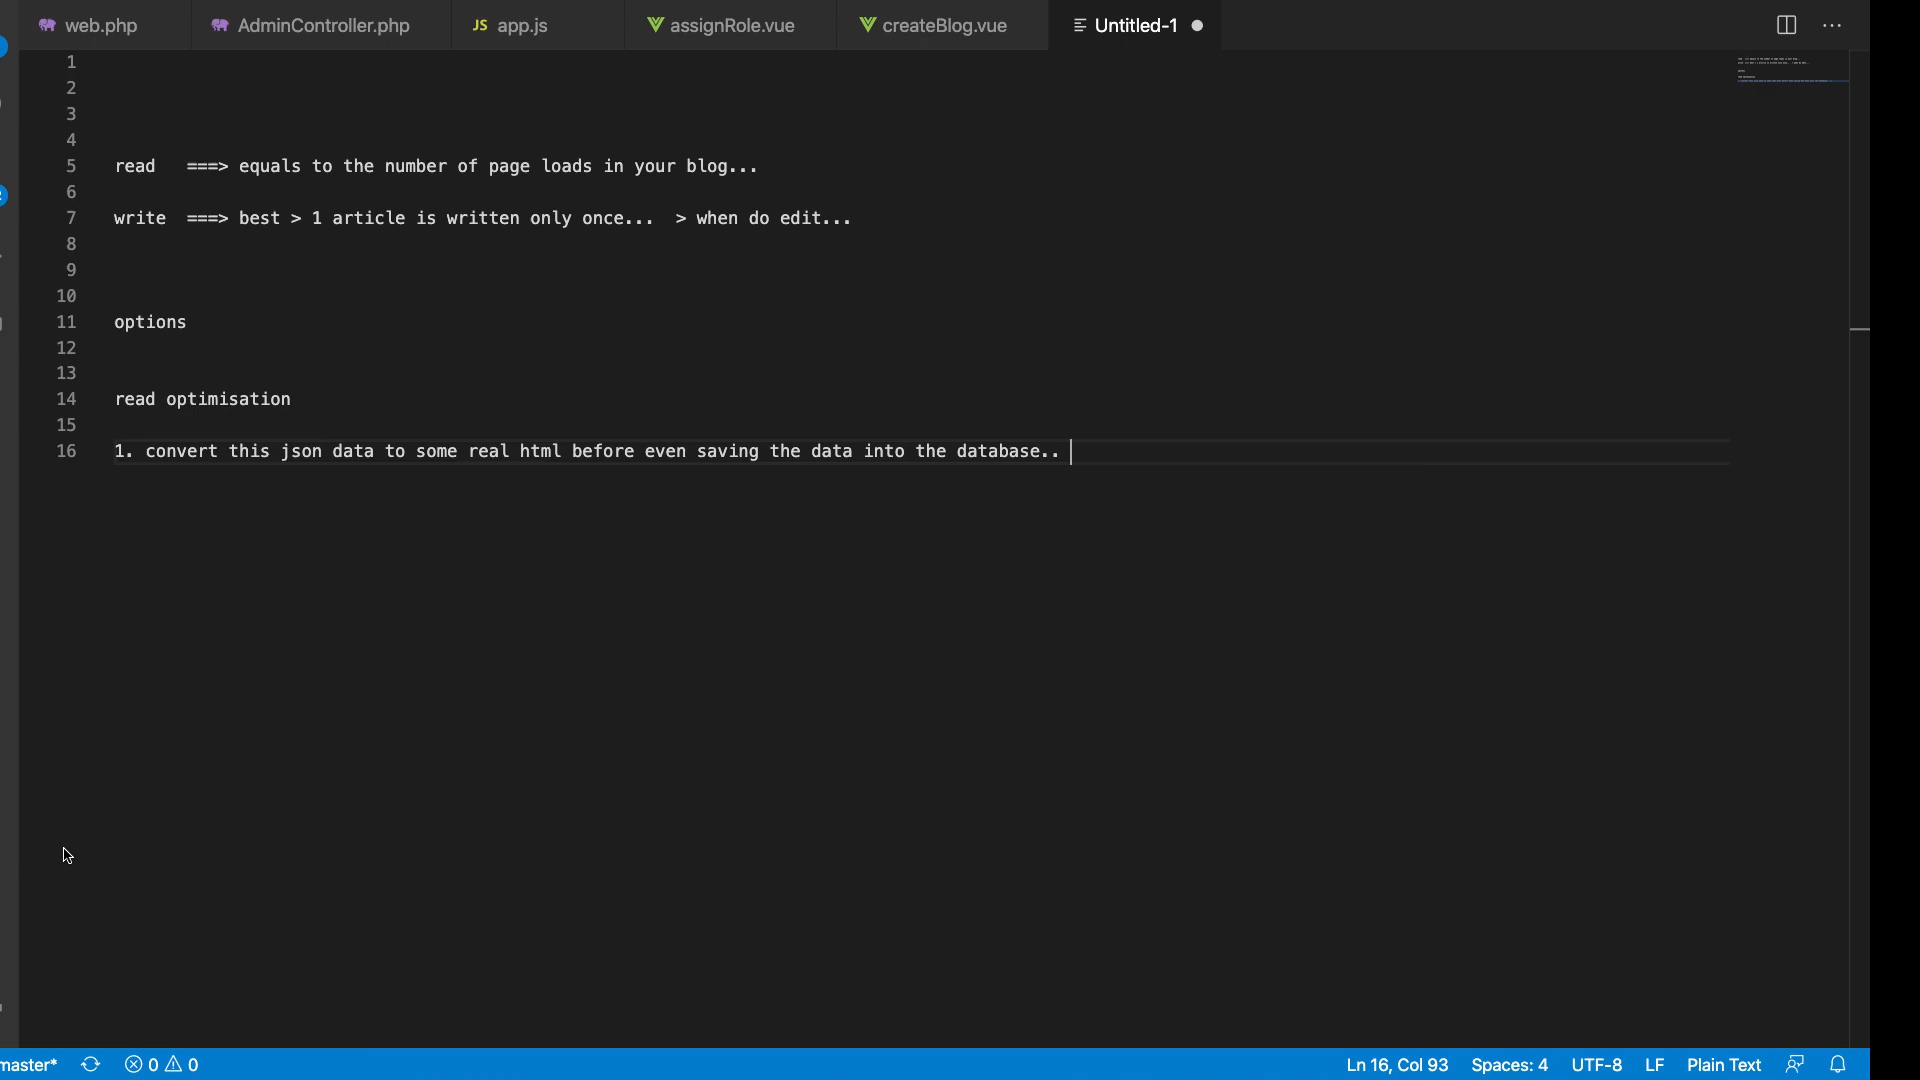 web.php AdminController.php JS app.js assignRole.vue createBlog.vue Untitled-1
1
2
3
4
5 read ===> equals to the number of page loads in your blog...
6
7 write ===> best > 1 article is written only once... > when do edit...
8
9
10
11 options
12
13
14 read optimisation
15
16 1. convert this json data to some real html before even saving the data into the database..
master* 0 0 Ln 16, Col 93 Spaces: 4 UTF-8 LF Plain Text